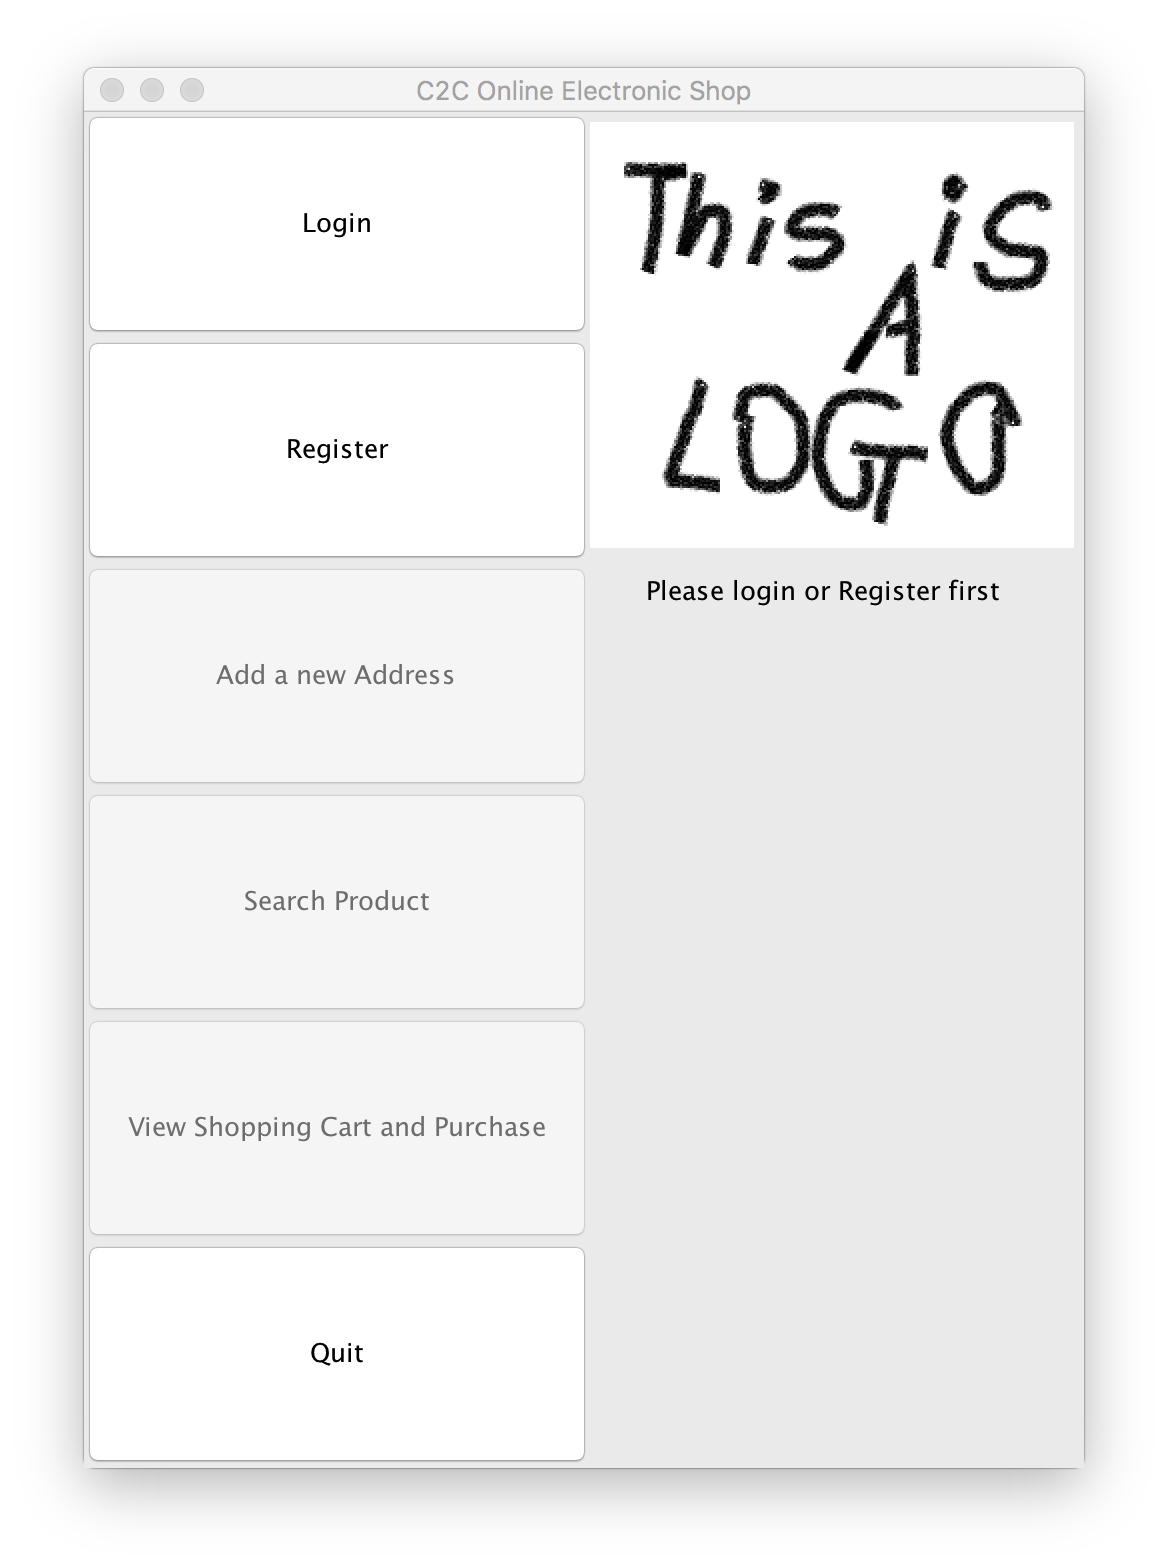 C2C Online Electronic Shop
Login
Register
Add a new Address
Search Product
View Shopping Cart and Purchase
Quit
This is
A
LOGO
Please login or Register first